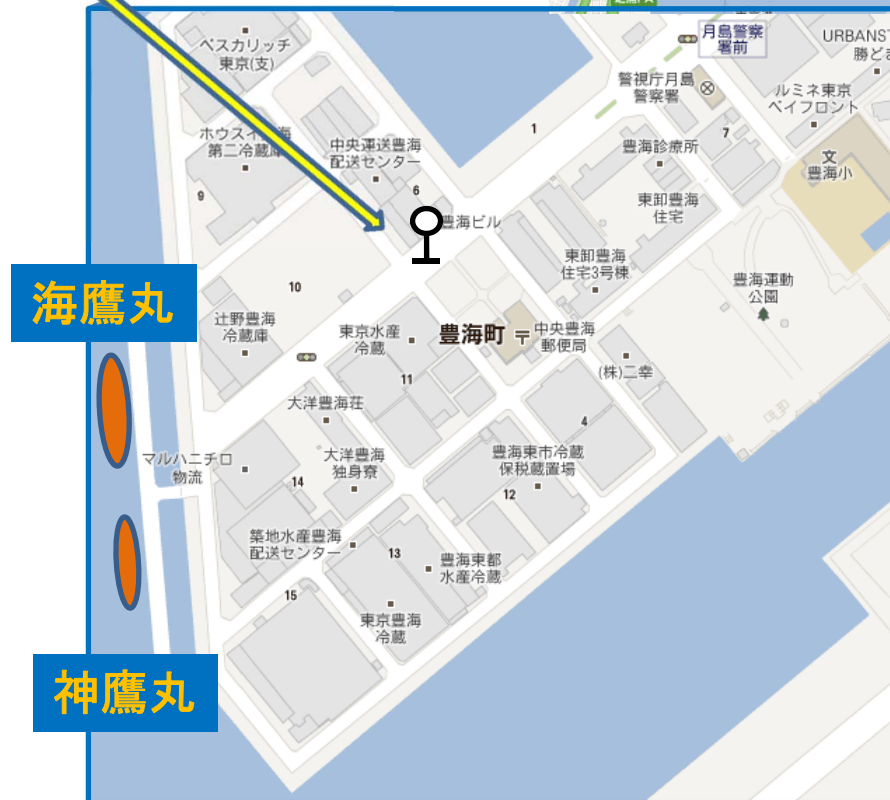 月島警察
署前
URBANS
勝ど
ペスカリッチ
東京(支)
警視庁月島
警察署
ルミネ東京
ベイフロント
1
7
ホウスイ
第二冷蔵庫
中央運送豊海
配送センター
豊海診療所
文
豊海小
9
6
東卸豊海
住宅
豊海ビル
東卸豊海
住宅3号棟
10
豊海運動
公園
海鷹丸
辻野豊海
冷蔵庫
東京水産
冷蔵
豊海町
〒
中央豊海
郵便局
(株)二幸
11
大洋豊海荘
4
マルハニチロ
物流
大洋豊海
独身寮
豊海東市冷蔵
保税蔵置場
14
12
築地水産豊海
配送センター
13
豊海東都
水産冷蔵
15
東京豊海
冷蔵
神鷹丸